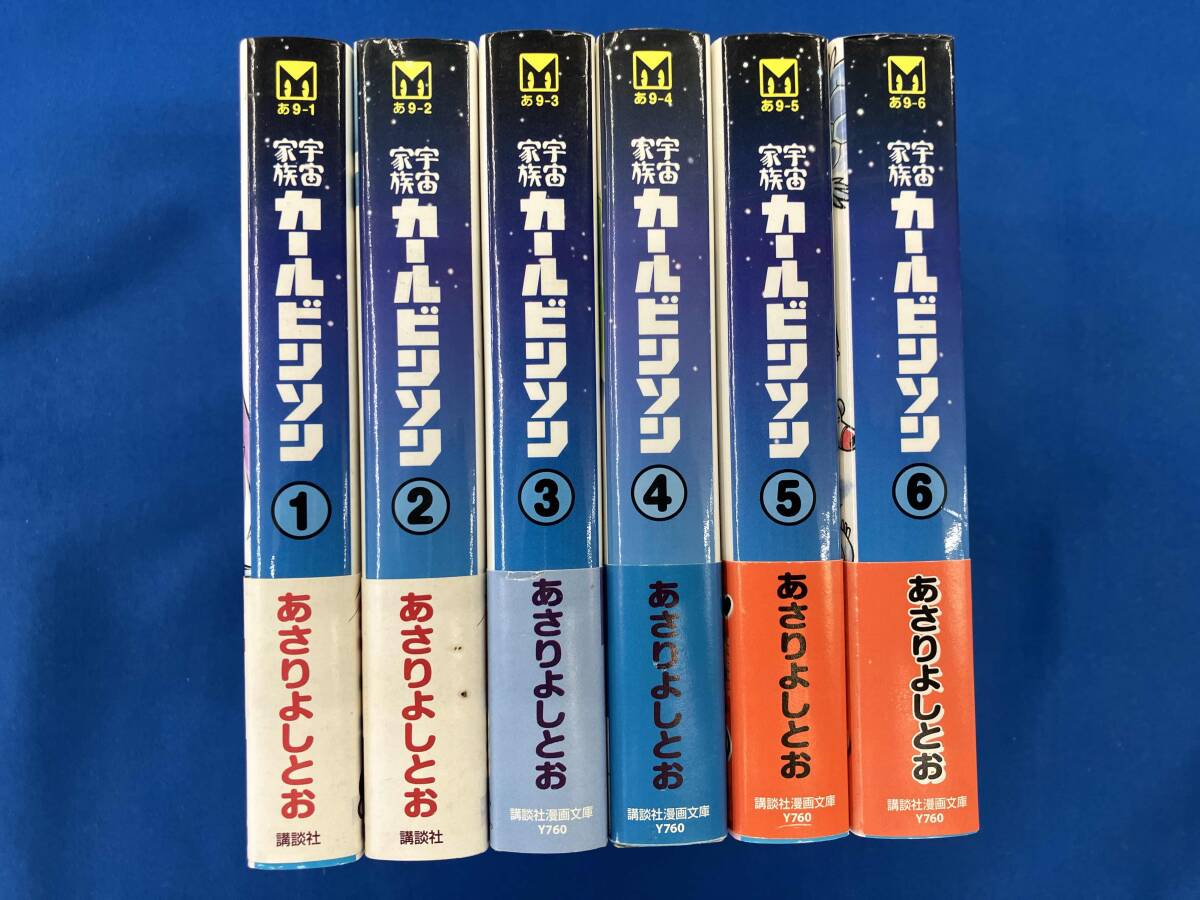 あ9-1
宇宙
家族
カールビンソン
1
あさりよしとお
講談社
あ9-2
宇宙
家族
カールビンソン
2
あさりよしとお
講談社
あ9-3
宇宙
家族
カールビンソン
3
あさりよしとお
講談社漫画文庫
Y760
あ9-4
宇宙
家族
カールビンソン
4
あさりよしとお
講談社漫画文庫
Y760
あ9-5
宇宙
家族
カールビンソン
5
あさりよしとお
講談社漫画文庫
Y760
あ9-6
宇宙
家族
カールビンソン
6
あさりよしとお
講談社漫画文庫
Y760